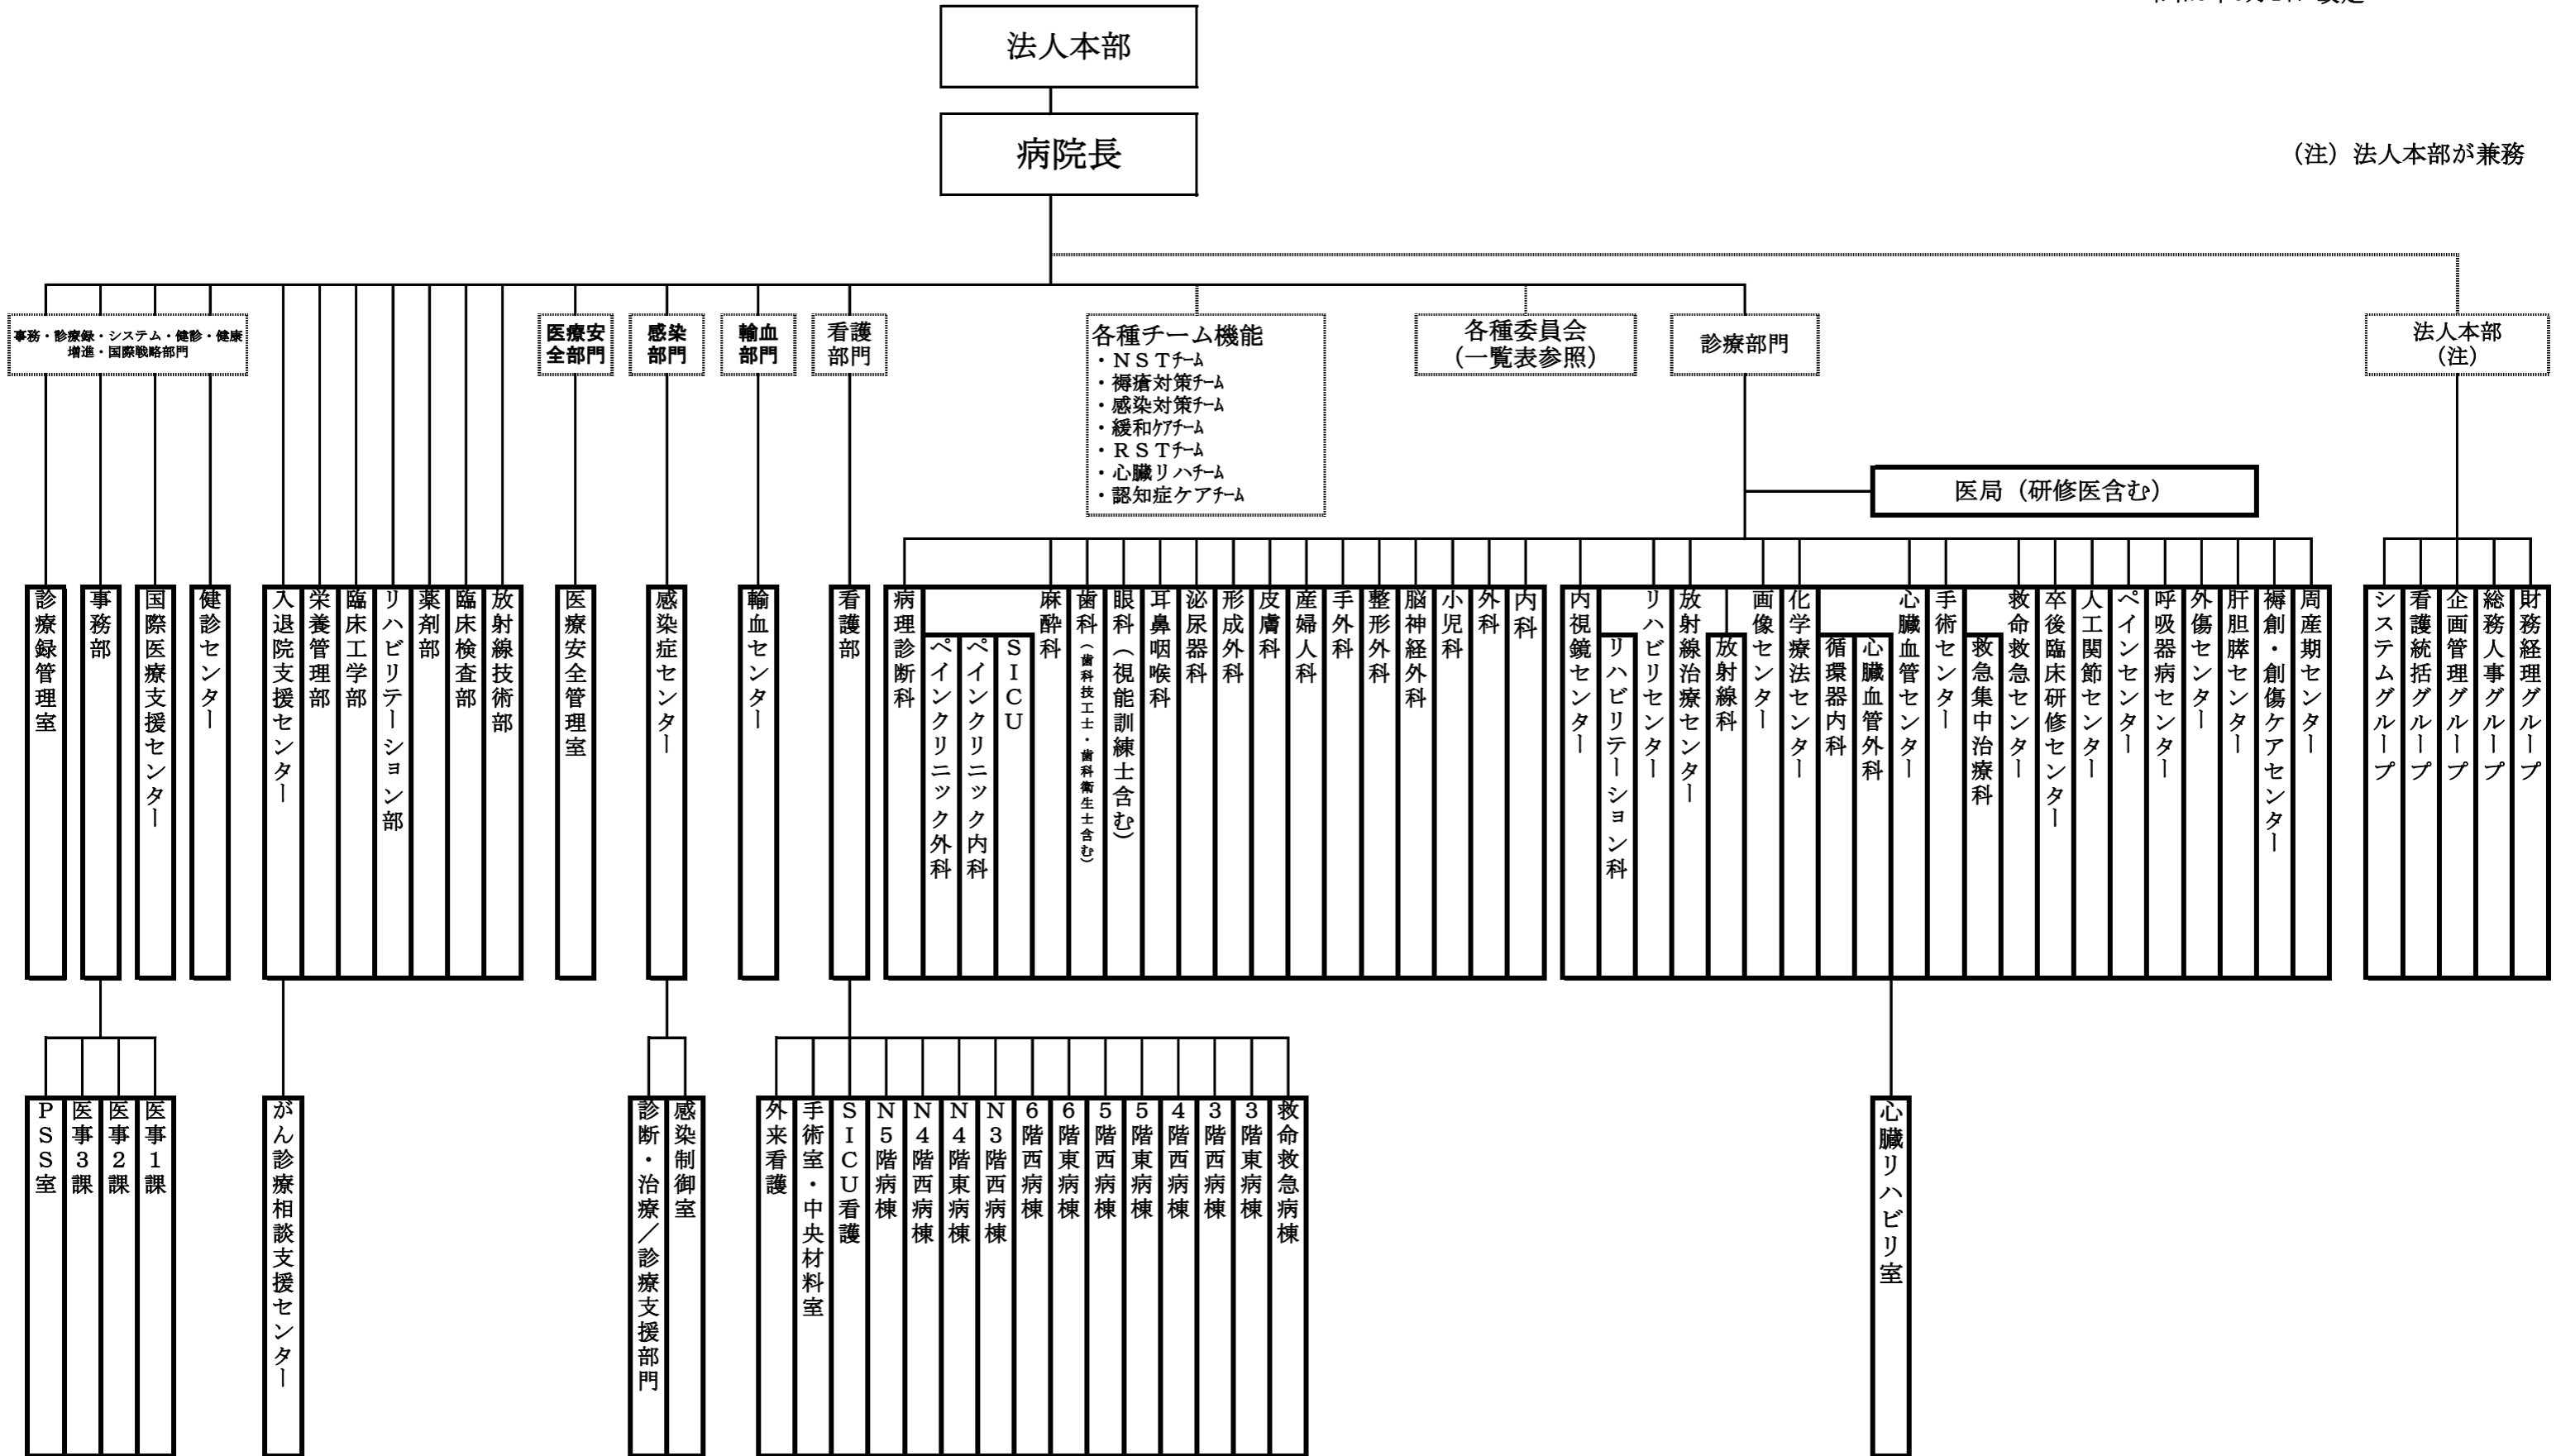 法人本部
病院長
(注) 法人本部が兼務
事務・診療録・システム・健診・健康
増進・国際戦略部門
医療安
全部門
感染
部門
輸血
部門
看護
部門
各種チーム機能
・ＮＳＴﾁｰﾑ
・褥瘡対策ﾁｰﾑ
・感染対策ﾁｰﾑ
・緩和ｹｱﾁｰﾑ
・ＲＳＴﾁｰﾑ
・心臓リハﾁｰﾑ
・認知症ケアﾁｰﾑ
各種委員会
(一覧表参照)
診療部門
法人本部
(注)
医局（研修医含む）
診療録管理室
事務部
国際医療支援センター
健診センター
入退院支援センター
栄養管理部
臨床工学部
リハビリテーション部
薬剤部
臨床検査部
放射線技術部
医療安全管理室
感染症センター
輸血センター
看護部
病理診断科
ペインクリニック外科
ペインクリニック内科
ＳＩＣＵ
麻酔科
歯科（歯科技工士・歯科衛生士含む）
眼科（視能訓練士含む）
耳鼻咽喉科
泌尿器科
形成外科
皮膚科
産婦人科
手外科
整形外科
脳神経外科
小児科
外科
内科
内視鏡センター
リハビリテーション科
リハビリセンター
放射線治療センター
放射線科
画像センター
化学療法センター
循環器内科
心臓血管外科
心臓血管センター
手術センター
救急集中治療科
救命救急センター
卒後臨床研修センター
人工関節センター
ペインセンター
呼吸器病センター
外傷センター
肝胆膵センター
褥創・創傷ケアセンター
周産期センター
システムグループ
看護統括グループ
企画管理グループ
総務人事グループ
財務経理グループ
ＰＳＳ室
医事３課
医事２課
医事１課
がん診療相談支援センター
診断・治療／診療支援部門
感染制御室
外来看護
手術室・中央材料室
ＳＩＣＵ看護
Ｎ５階病棟
Ｎ４階西病棟
Ｎ４階東病棟
Ｎ３階西病棟
６階西病棟
６階東病棟
５階西病棟
５階東病棟
４階西病棟
３階西病棟
３階東病棟
救命救急病棟
心臓リハビリ室